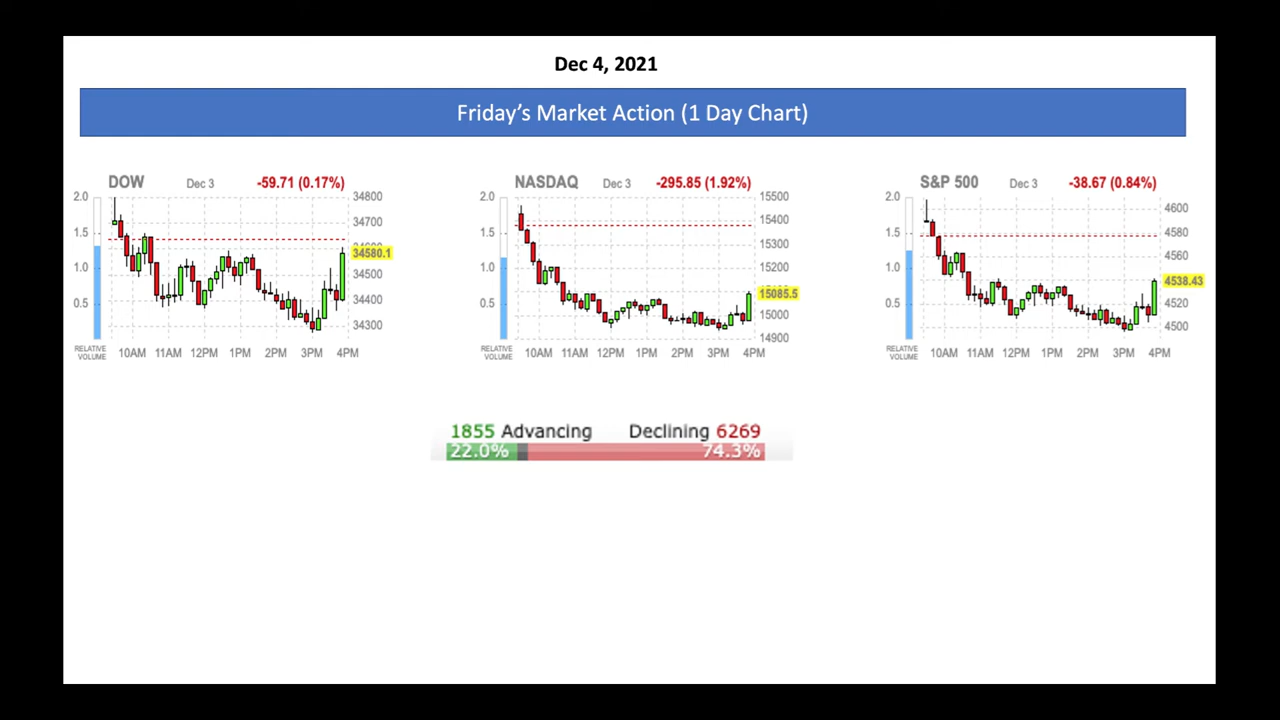 Dec 4, 2021
Friday's Market Action (1 Day Chart)
DOW Dec 3 -59.71 (0.17%)
2.0
1.5
1.0
0.5
34800
34700
34580.1
34500
34400
34300
RELATIVE
VOLUME
10AM 11AM 12PM 1PM 2PM 3PM 4PM
NASDAQ Dec 3 -295.85 (1.92%)
2.0
1.5
1.0
0.5
15500
15400
15300
15200
15085.5
15000
14900
RELATIVE
VOLUME
10AM 11AM 12PM 1PM 2PM 3PM 4PM
S&P 500 Dec 3 -38.67 (0.84%)
2.0
1.5
1.0
0.5
4600
4580
4560
4538.43
4520
4500
RELATIVE
VOLUME
10AM 11AM 12PM 1PM 2PM 3PM 4PM
1855 Advancing Declining 6269
22.0% 74.3%